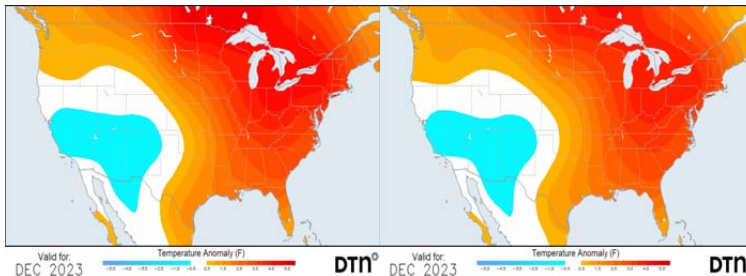 Valid for:
DEC 2023
Temperature Anomaly (F)
DTN
Valid for:
DEC 2023
Temperature Anomaly (F)
DTN